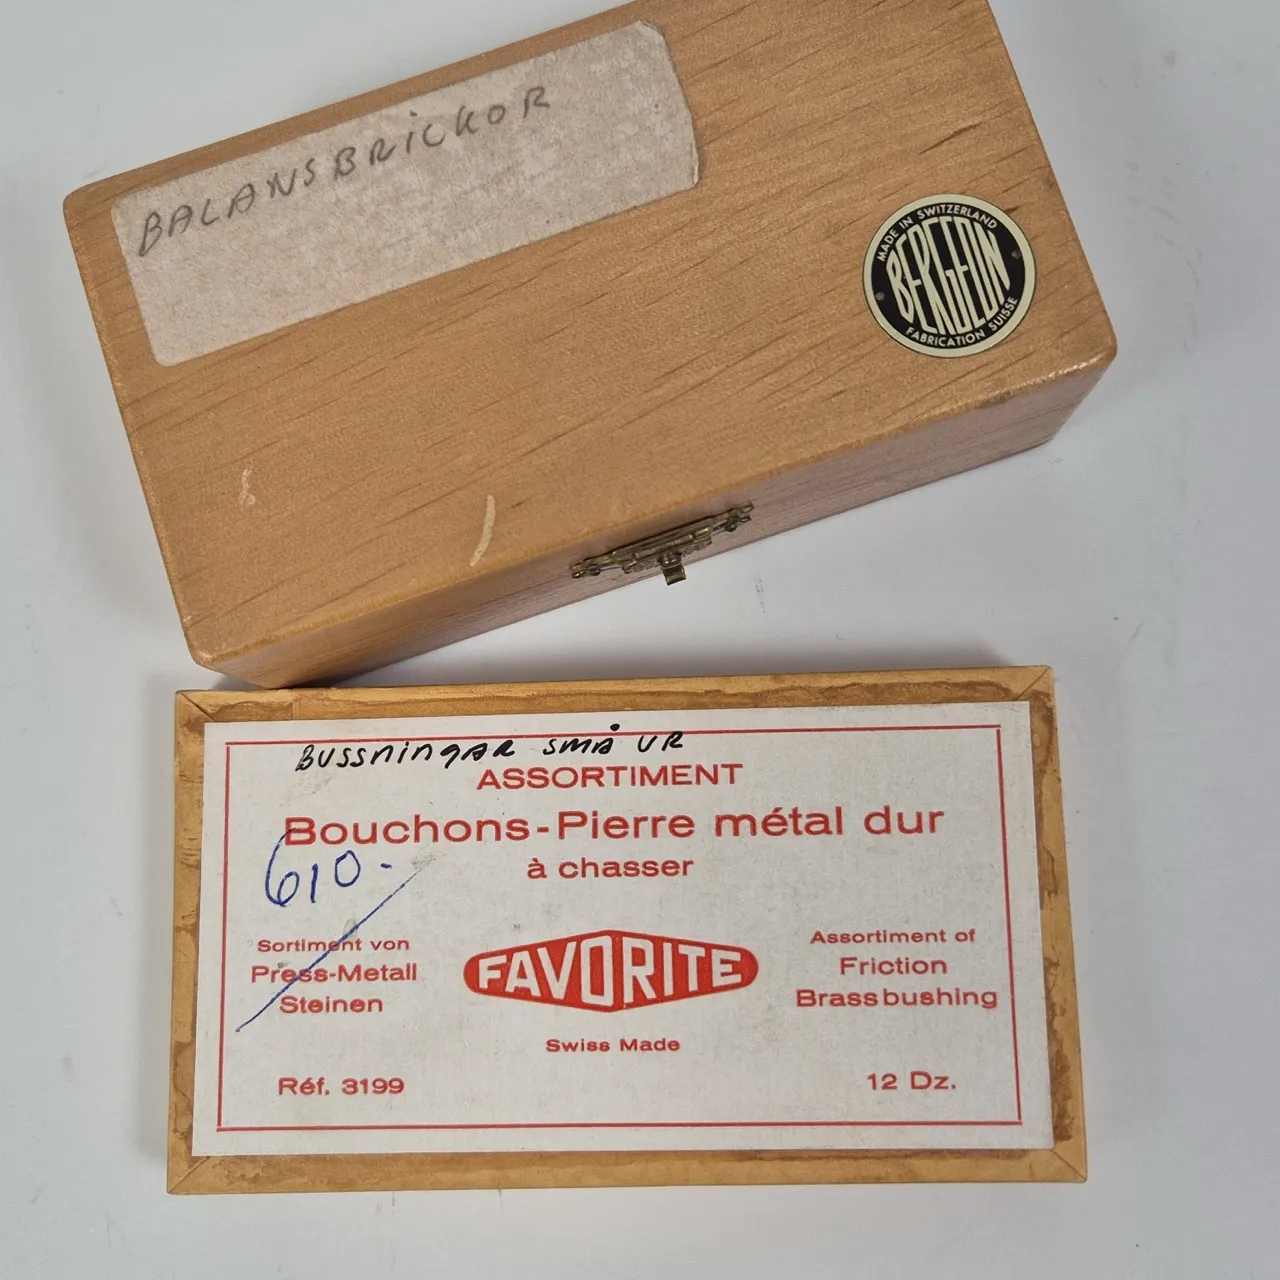 BALANSBRICKOR
MADE IN SWITZERLAND
BERGEON
FABRICATION SUISSE
BUSSNINGAR SMÅ UR
ASSORTIMENT
Bouchons-Pierre métal dur
à chasser
610.-
Sortiment von
Press-Metall
Steinen
FAVORITE
Swiss Made
Assortiment of
Friction
Brassbushing
Réf. 3199
12 Dz.